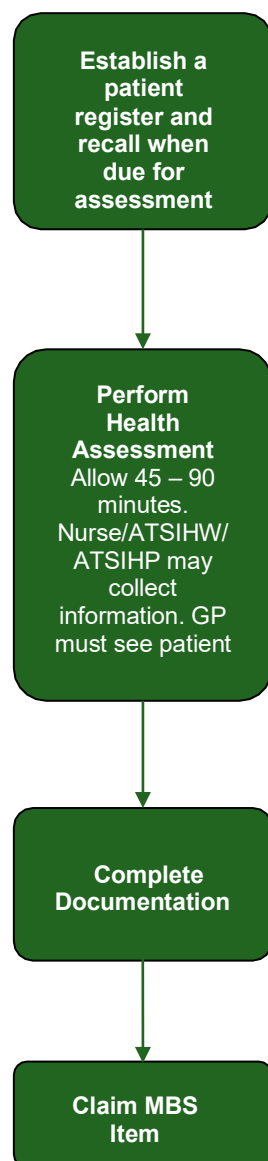 Establish a
patient
register and
recall when
due for
assessment
Perform
Health
Assessment
Allow 45 – 90
minutes.
Nurse/ATSIHW/
ATSIHP may
collect
information. GP
must see patient
Complete
Documentation
Claim MBS
Item